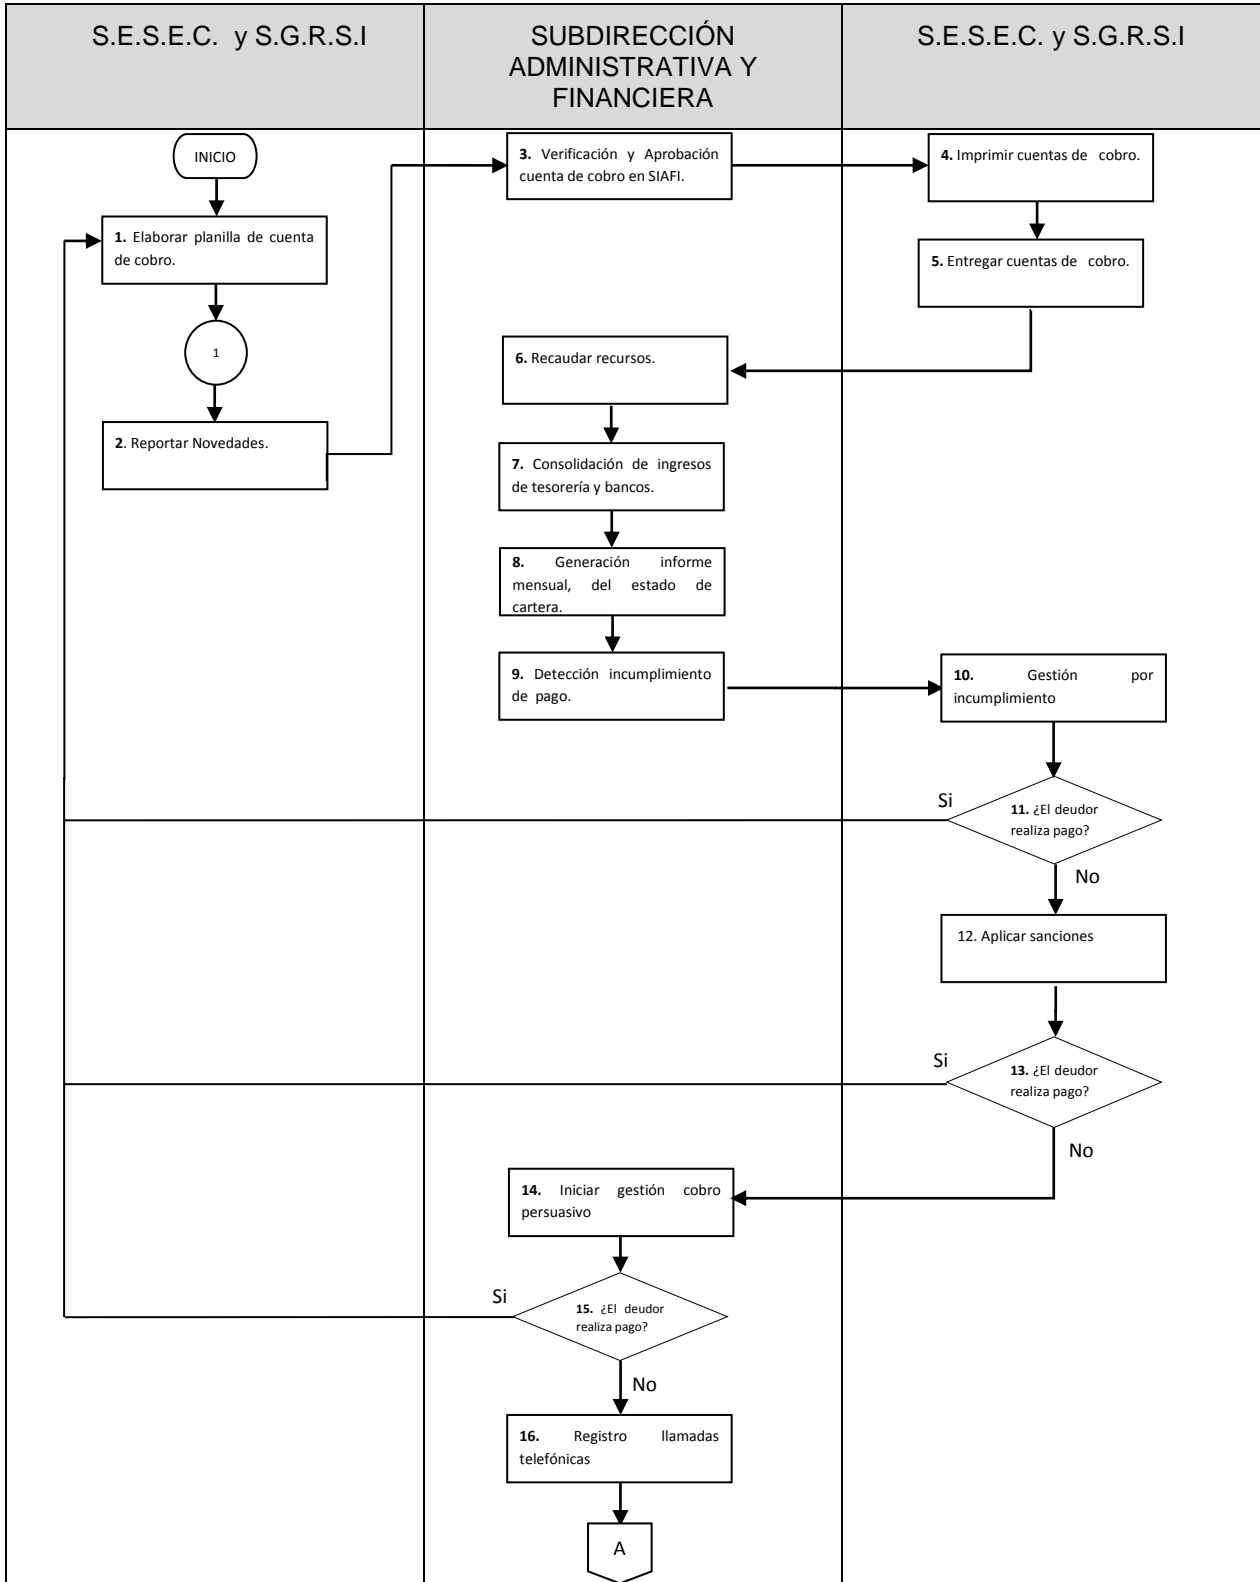 S.E.S.E.C. y S.G.R.S.I
SUBDIRECCIÓN
ADMINISTRATIVA Y
FINANCIERA
S.E.S.E.C. y S.G.R.S.I
INICIO
1. Elaborar planilla de cuenta
de cobro.
1
2. Reportar Novedades.
3. Verificación y Aprobación
cuenta de cobro en SIAFI.
4. Imprimir cuentas de cobro.
5. Entregar cuentas de cobro.
6. Recaudar recursos.
7. Consolidación de ingresos
de tesorería y bancos.
8. Generación informe
mensual, del estado de
cartera.
9. Detección incumplimiento
de pago.
10. Gestión por
incumplimiento
Si
11. ¿El deudor
realiza pago?
No
12. Aplicar sanciones
Si
13. ¿El deudor
realiza pago?
No
14. Iniciar gestión cobro
persuasivo
Si
15. ¿El deudor
realiza pago?
No
16. Registro llamadas
telefónicas
A